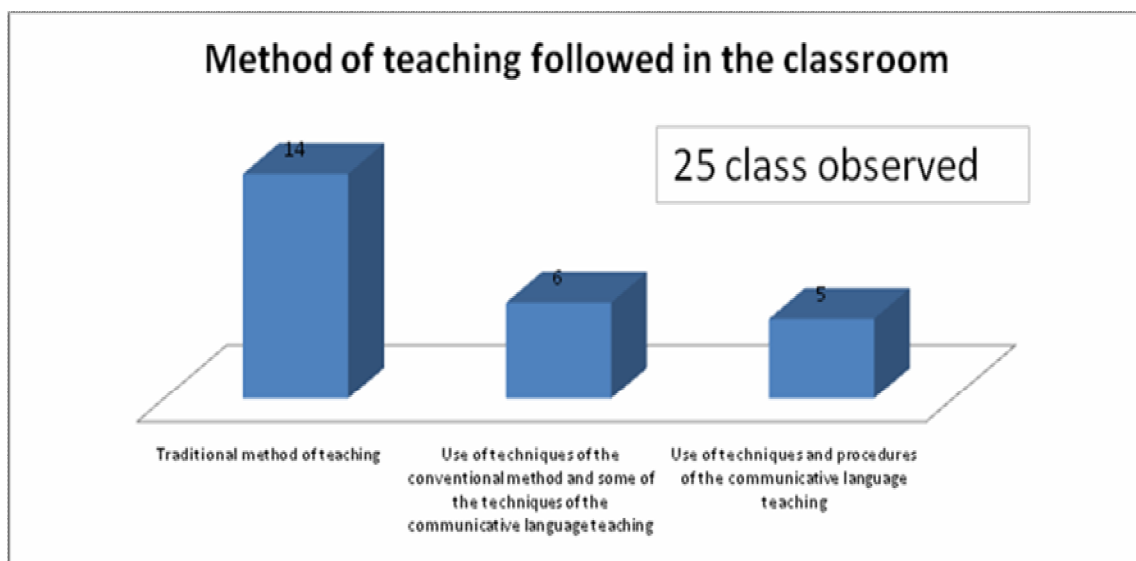 Method of teaching followed in the classroom
25 class observed
14
6
5
Traditional method of teaching
Use of techniques of the
conventional method and some of
the techniques of the
communicative language teaching
Use of techniques and procedures
of the communicative language
teaching